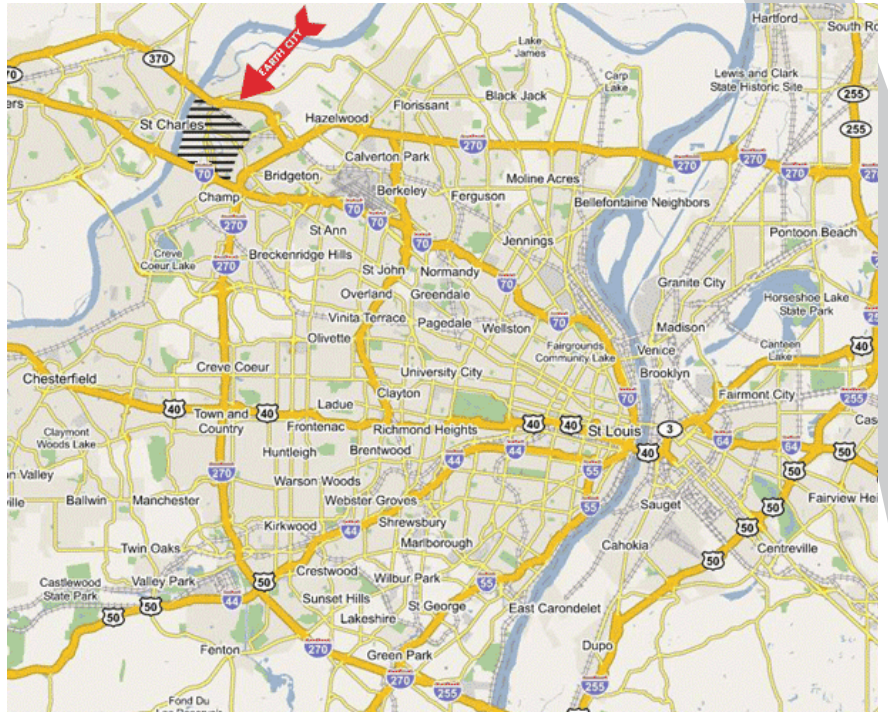 Hartford
South Ro
EARTH CITY
Lake
James
370
70
Carp
Lake
Lewis and Clark
State Historic Site
255
ers
Florissant
Black Jack
St Charles
Hazelwood
255
270
Calverton Park
270
270
270
27
70
Bridgeton
Moline Acres
Champ
Berkeley
Ferguson
Bellefontaine Neighbors
70
270
70
St Ann
Jennings
Pontoon Beach
70
Creve
Coeur Lake
Breckenridge Hills
270
St John
Normandy
70
Granite City
Overland
Greendale
Horseshoe Lake
State Park
Vinita Terrace
Pagedale
Wellston
70
25
Olivette
Madison
Fairgrounds
Community Lake
Venice
Canteen
Lake
40
Creve Coeur
University City
Brooklyn
Chesterfield
Clayton
70
Fairmont City
255
40
Town and
Country
40
Ladue
Frontenac
Richmond Heights
40
40
St Louis
3
Cas
Claymont
Woods Lake
Huntleigh
Brentwood
44
44
40
64
64
50
on Valley
270
Warson Woods
55
50
ville
Ballwin
Manchester
Webster Groves
55
Sauget
50
Fairview Hei
Kirkwood
44
Shrewsbury
50
Twin Oaks
Marlborough
Cahokia
Centreville
Castlewood
State Park
Valley Park
50
Crestwood
Wilbur Park
55
50
50
50
44
Sunset Hills
St George
East Carondelet
Lakeshire
Fenton
270
Green Park
Dupo
270
255
255
Fond Du
Lac Reservoir